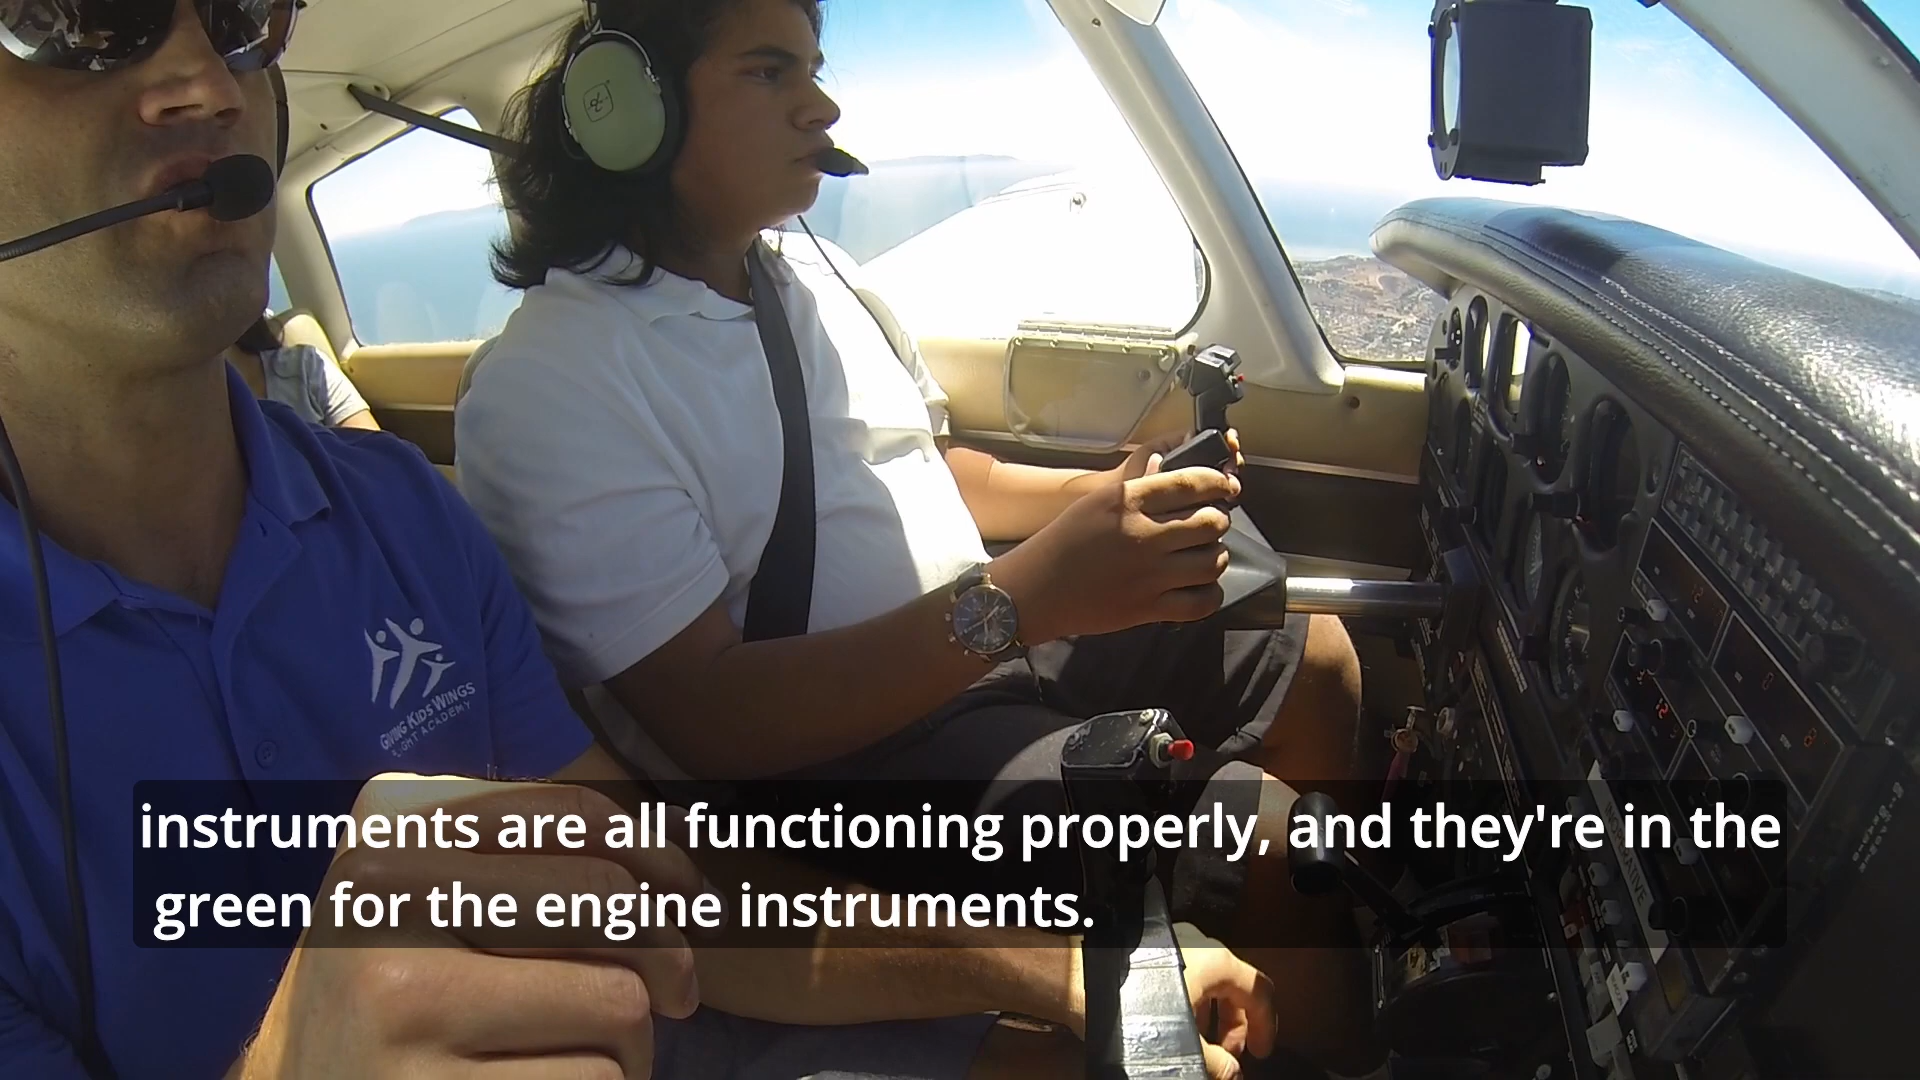 GIVING KIDS WINGS
FLIGHT ACADEMY
instruments are all functioning properly, and they're in the
green for the engine instruments.